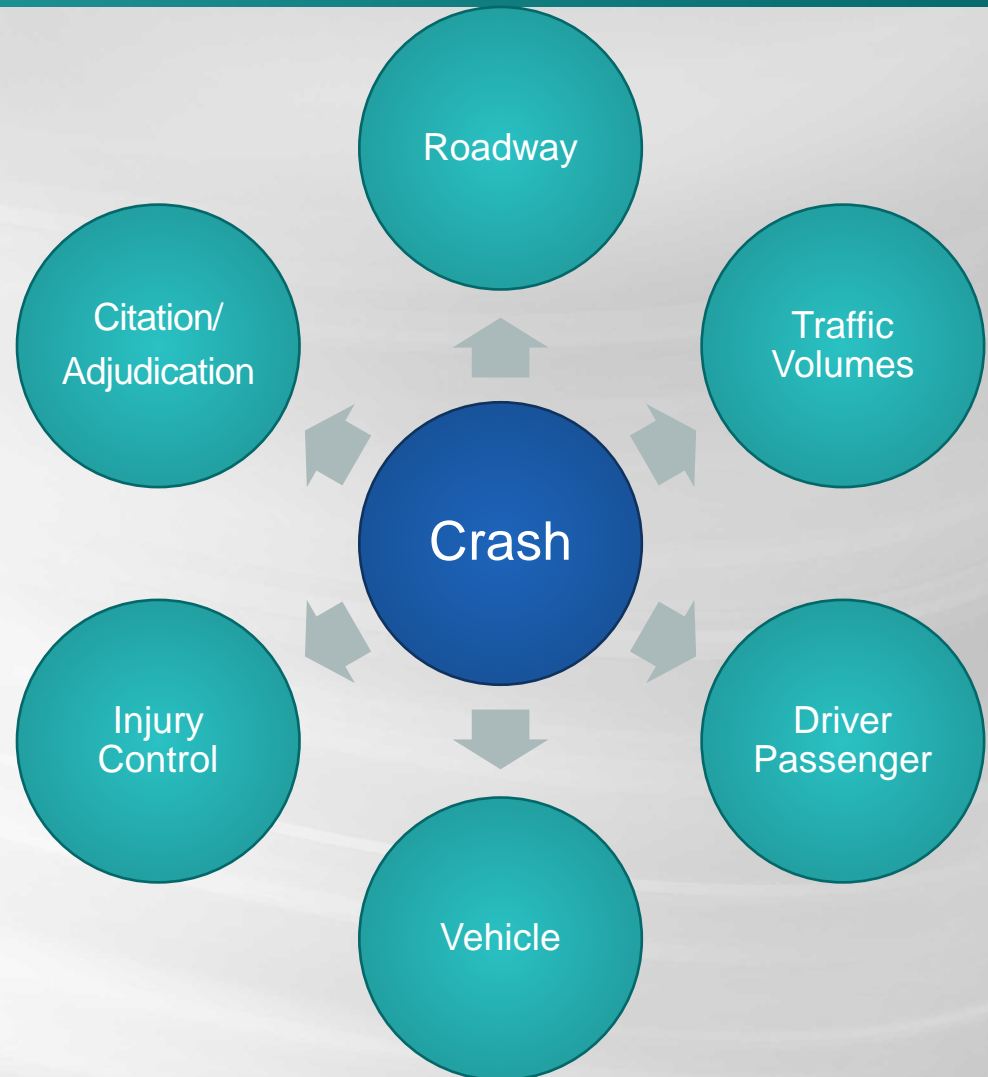 Roadway
Citation/
Adjudication
Traffic
Volumes
Crash
Injury
Control
Driver
Passenger
Vehicle